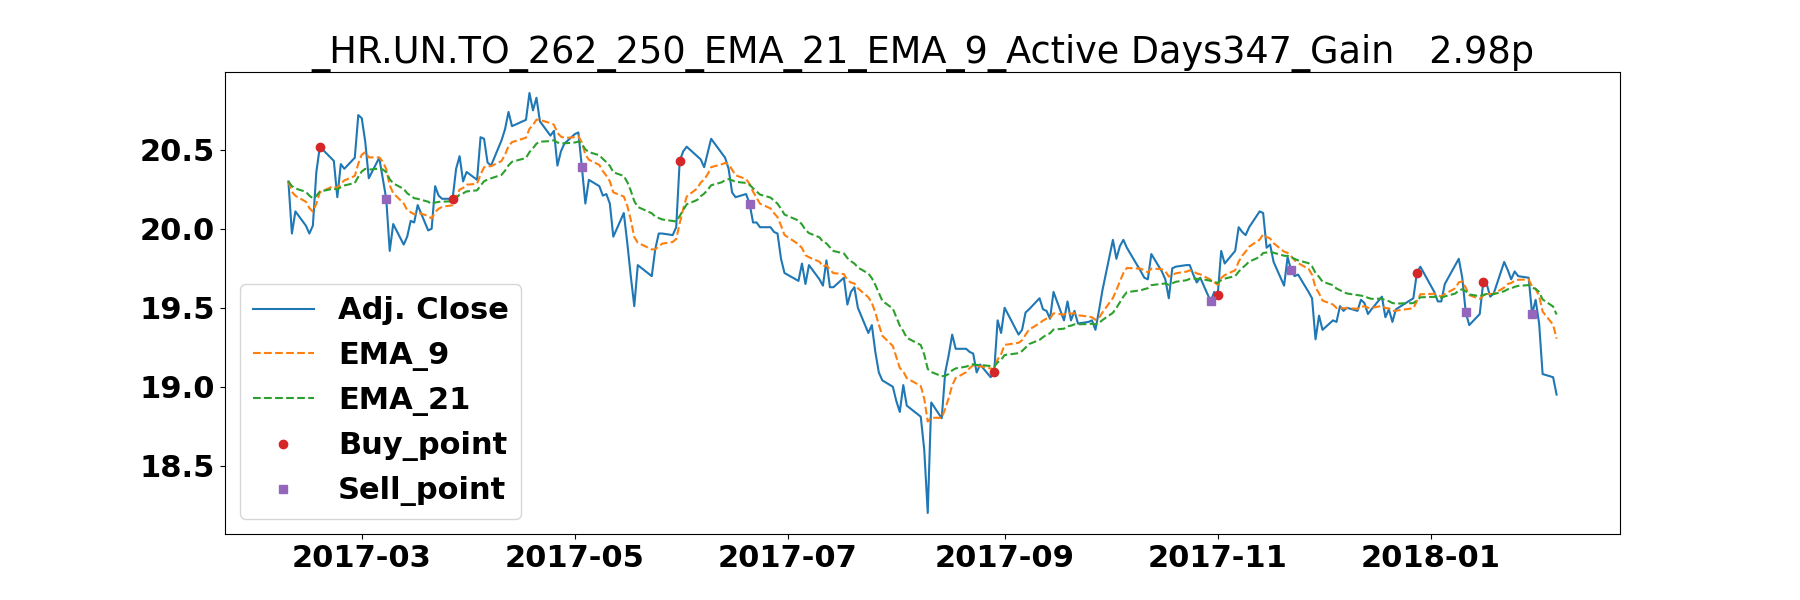 _HR.UN.TO_262_250_EMA_21_EMA_9_Active Days347_Gain   2.98p
20.5
20.0
19.5
19.0
18.5
Adj. Close
EMA_9
EMA_21
Buy_point
Sell_point
2017-03 2017-05 2017-07 2017-09 2017-11 2018-01